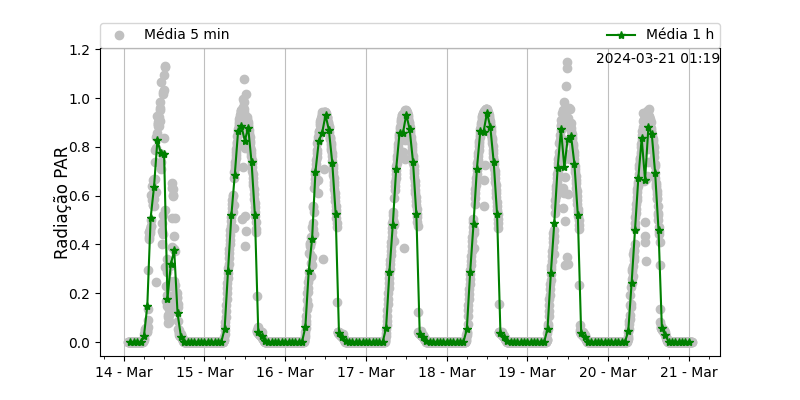 Média 5 min
Média 1 h
2024-03-21 01:19
Radiação PAR
1.2
1.0
0.8
0.6
0.4
0.2
0.0
14 - Mar
15 - Mar
16 - Mar
17 - Mar
18 - Mar
19 - Mar
20 - Mar
21 - Mar